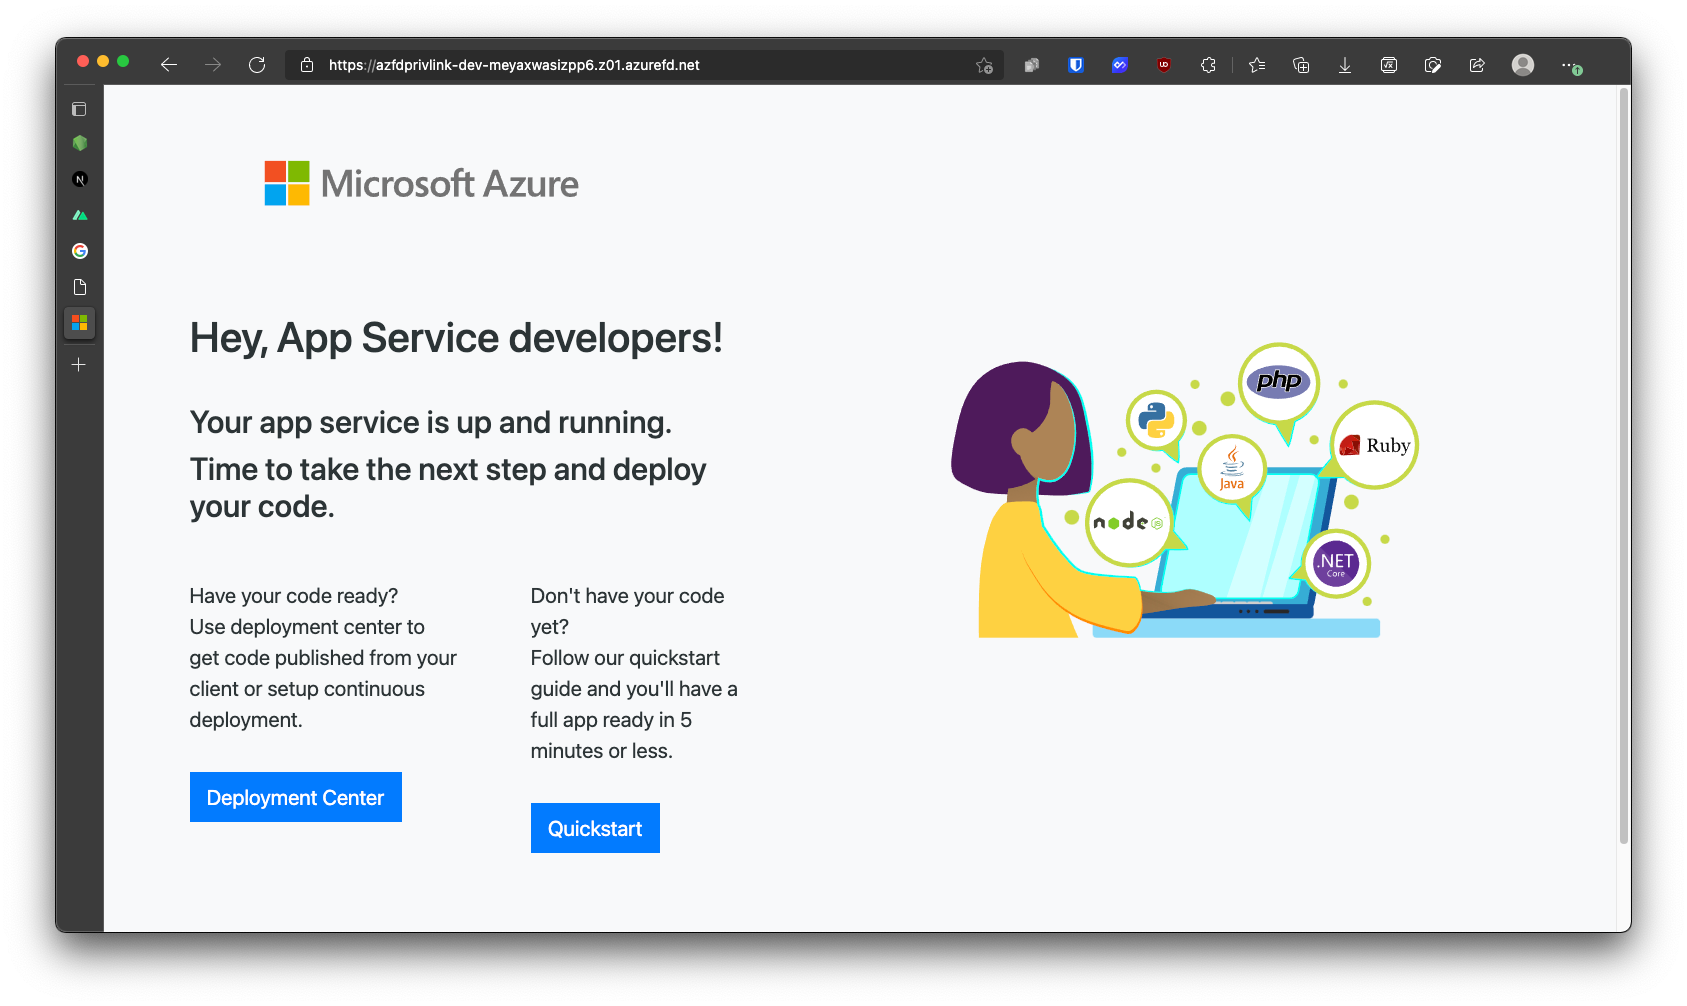 https://azfdprivlink-dev-meyaxwasizpp6.z01.azurefd.net
Microsoft Azure
Hey, App Service developers!
Your app service is up and running.
Time to take the next step and deploy
your code.
Have your code ready?
Use deployment center to
get code published from your
client or setup continuous
deployment.
Deployment Center
Don't have your code
yet?
Follow our quickstart
guide and you'll have a
full app ready in 5
minutes or less.
Quickstart
php
Ruby
Java
node
JS
.NET
Core